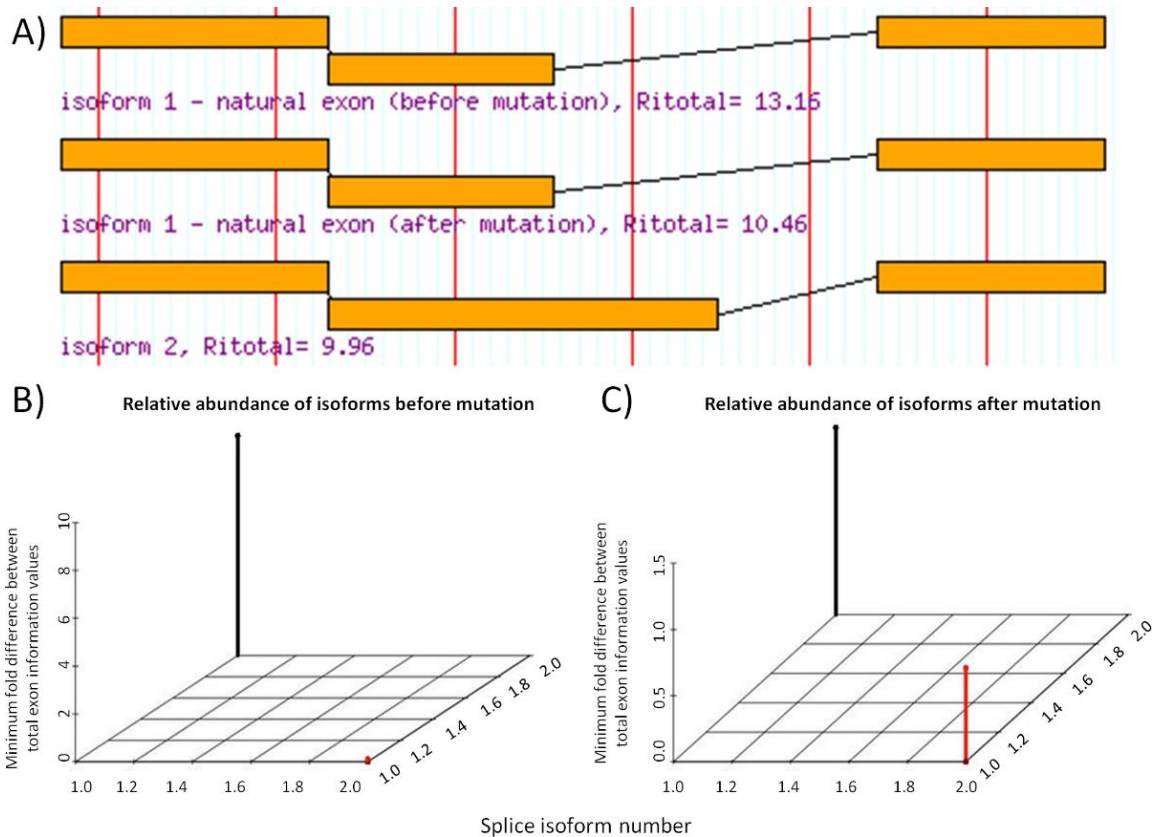 A)
isoform 1 - natural exon (before mutation), Ritotal= 13.16
isoform 1 - natural exon (after mutation), Ritotal= 10.46
isoform 2, Ritotal= 9.96
B)
Relative abundance of isoforms before mutation
Minimum fold difference between
total exon information values
10
8
6
4
2
0
1.0 1.2 1.4 1.6 1.8 2.0
1.0 1.2 1.4 1.6 1.8 2.0
C)
Relative abundance of isoforms after mutation
Minimum fold difference between
total exon information values
1.5
1.0
0.5
0.0
1.0 1.2 1.4 1.6 1.8 2.0
1.0 1.2 1.4 1.6 1.8 2.0
Splice isoform number